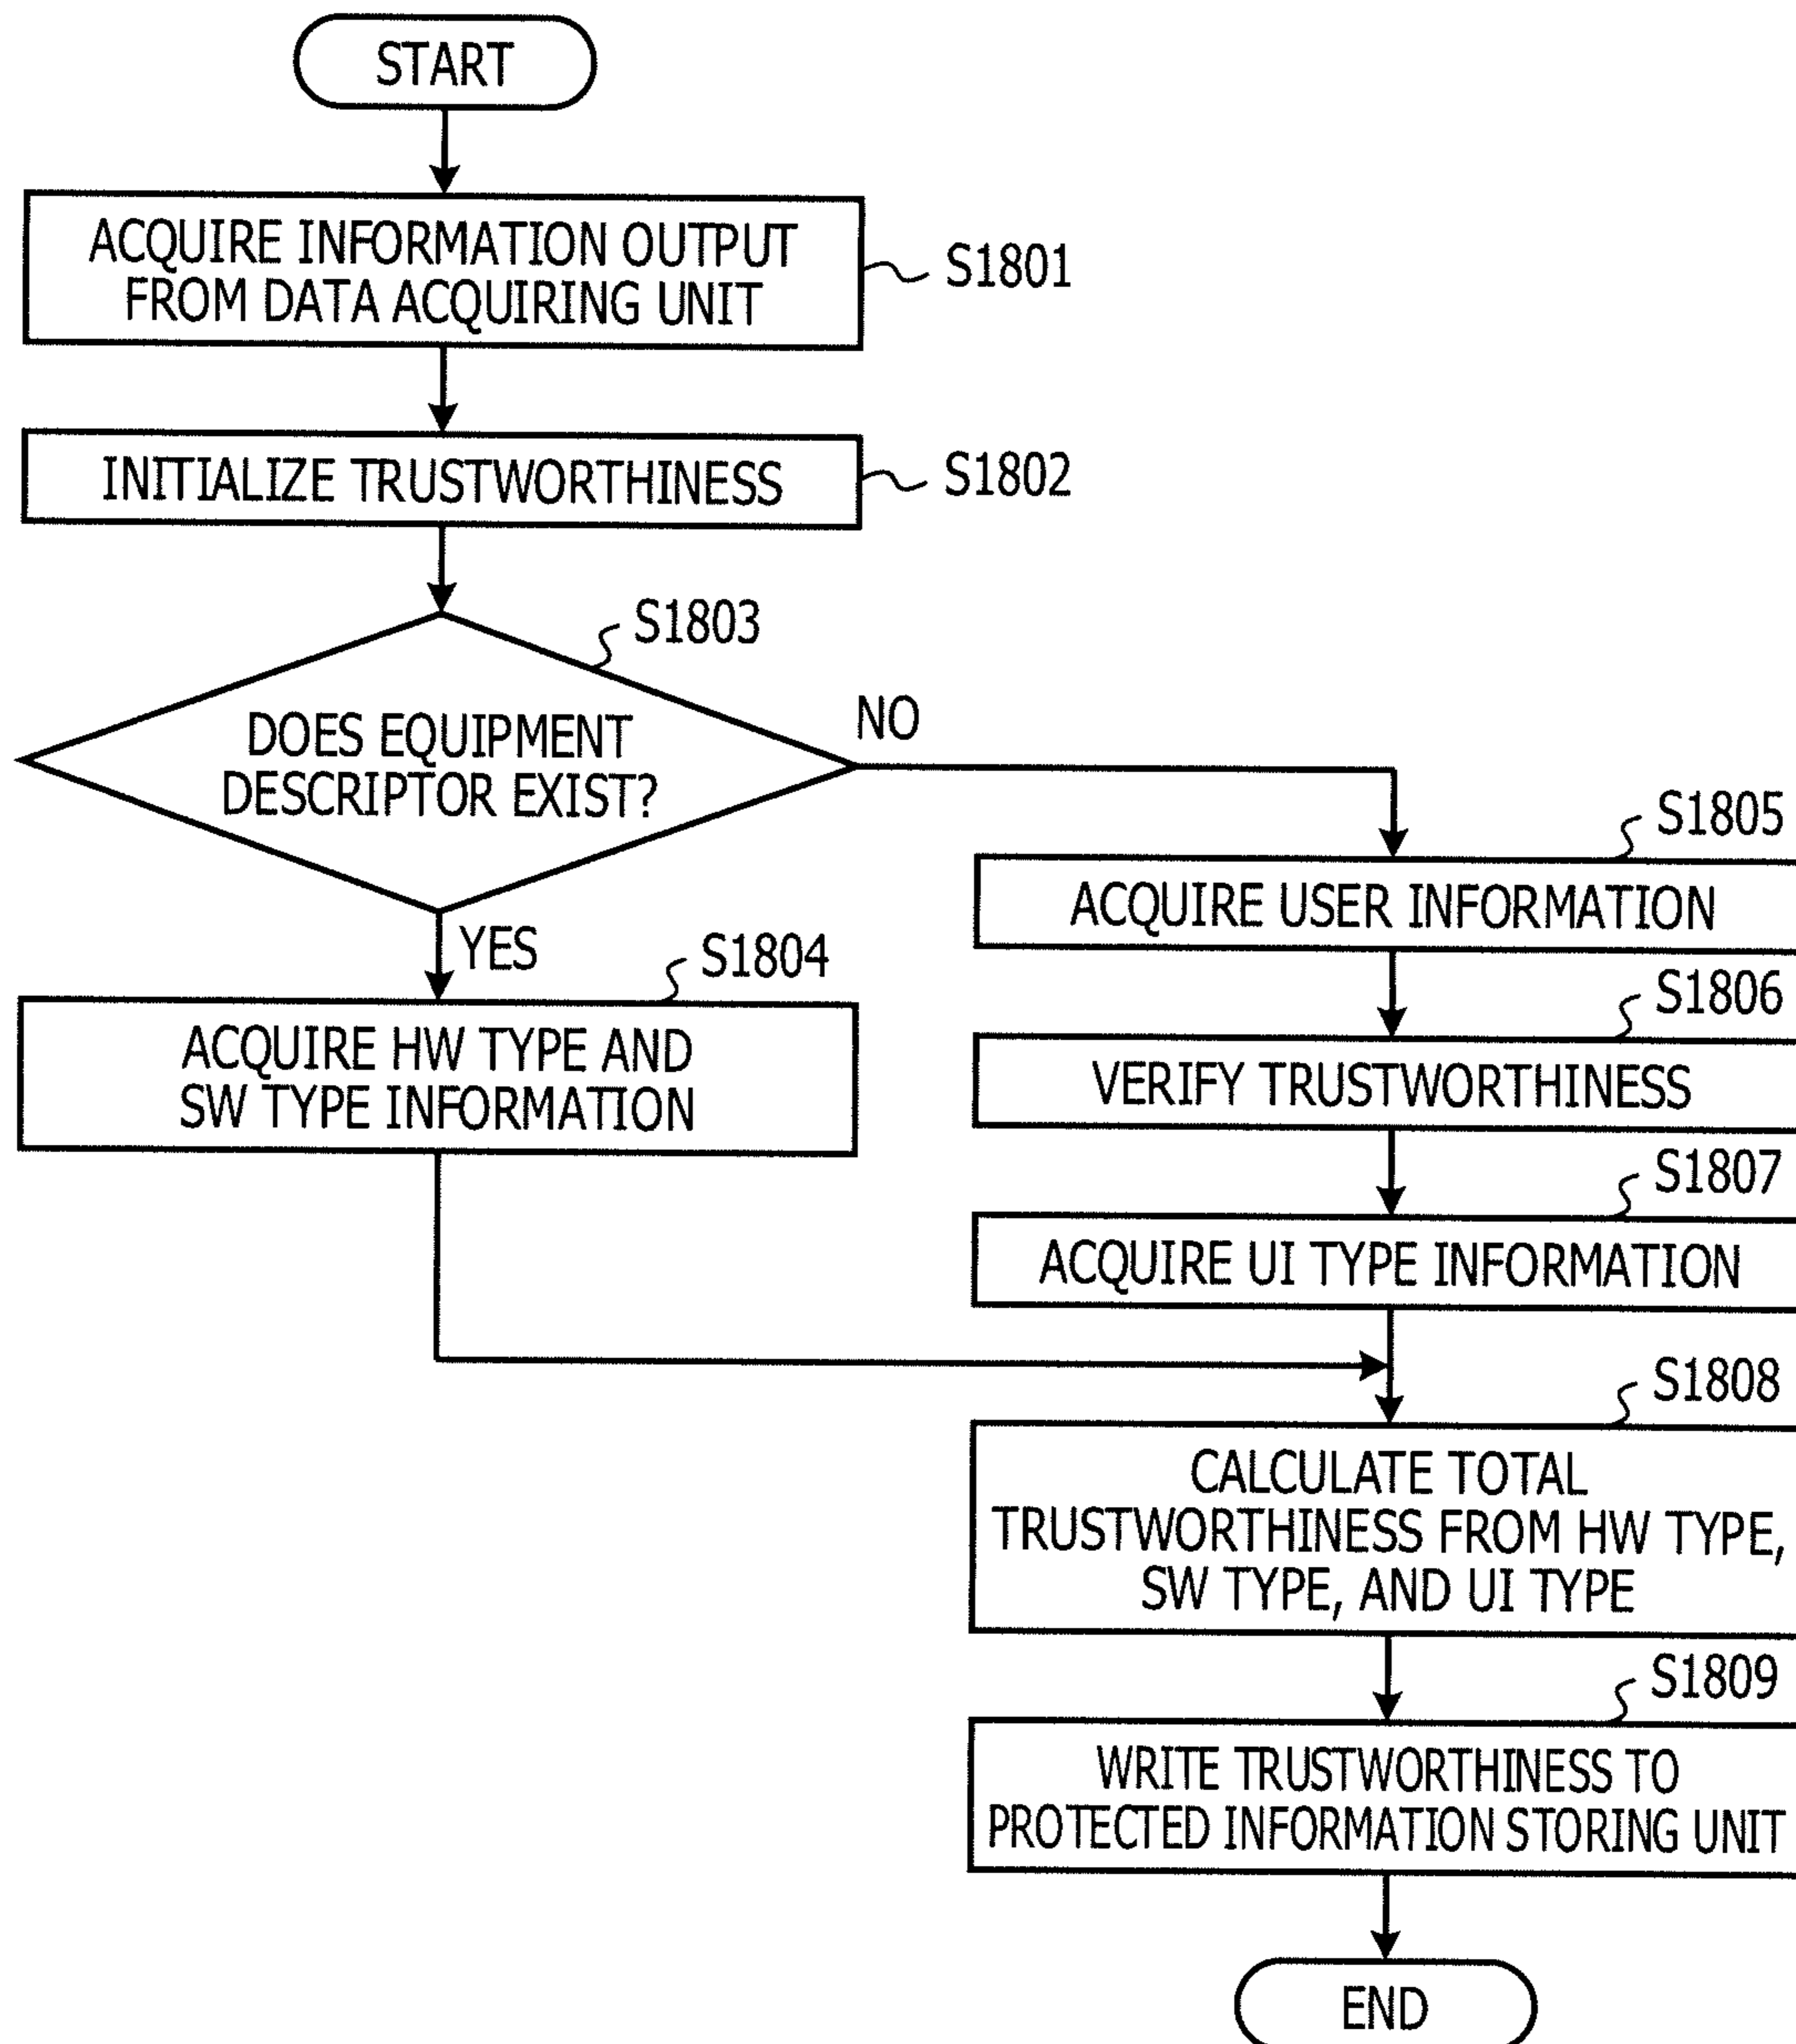 START
ACQUIRE INFORMATION OUTPUT
FROM DATA ACQUIRING UNIT
S1801
INITIALIZE TRUSTWORTHINESS
S1802
S1803
DOES EQUIPMENT
DESCRIPTOR EXIST?
NO
YES
S1804
ACQUIRE HW TYPE AND
SW TYPE INFORMATION
S1805
ACQUIRE USER INFORMATION
S1806
VERIFY TRUSTWORTHINESS
S1807
ACQUIRE UI TYPE INFORMATION
S1808
CALCULATE TOTAL
TRUSTWORTHINESS FROM HW TYPE,
SW TYPE, AND UI TYPE
S1809
WRITE TRUSTWORTHINESS TO
PROTECTED INFORMATION STORING UNIT
END